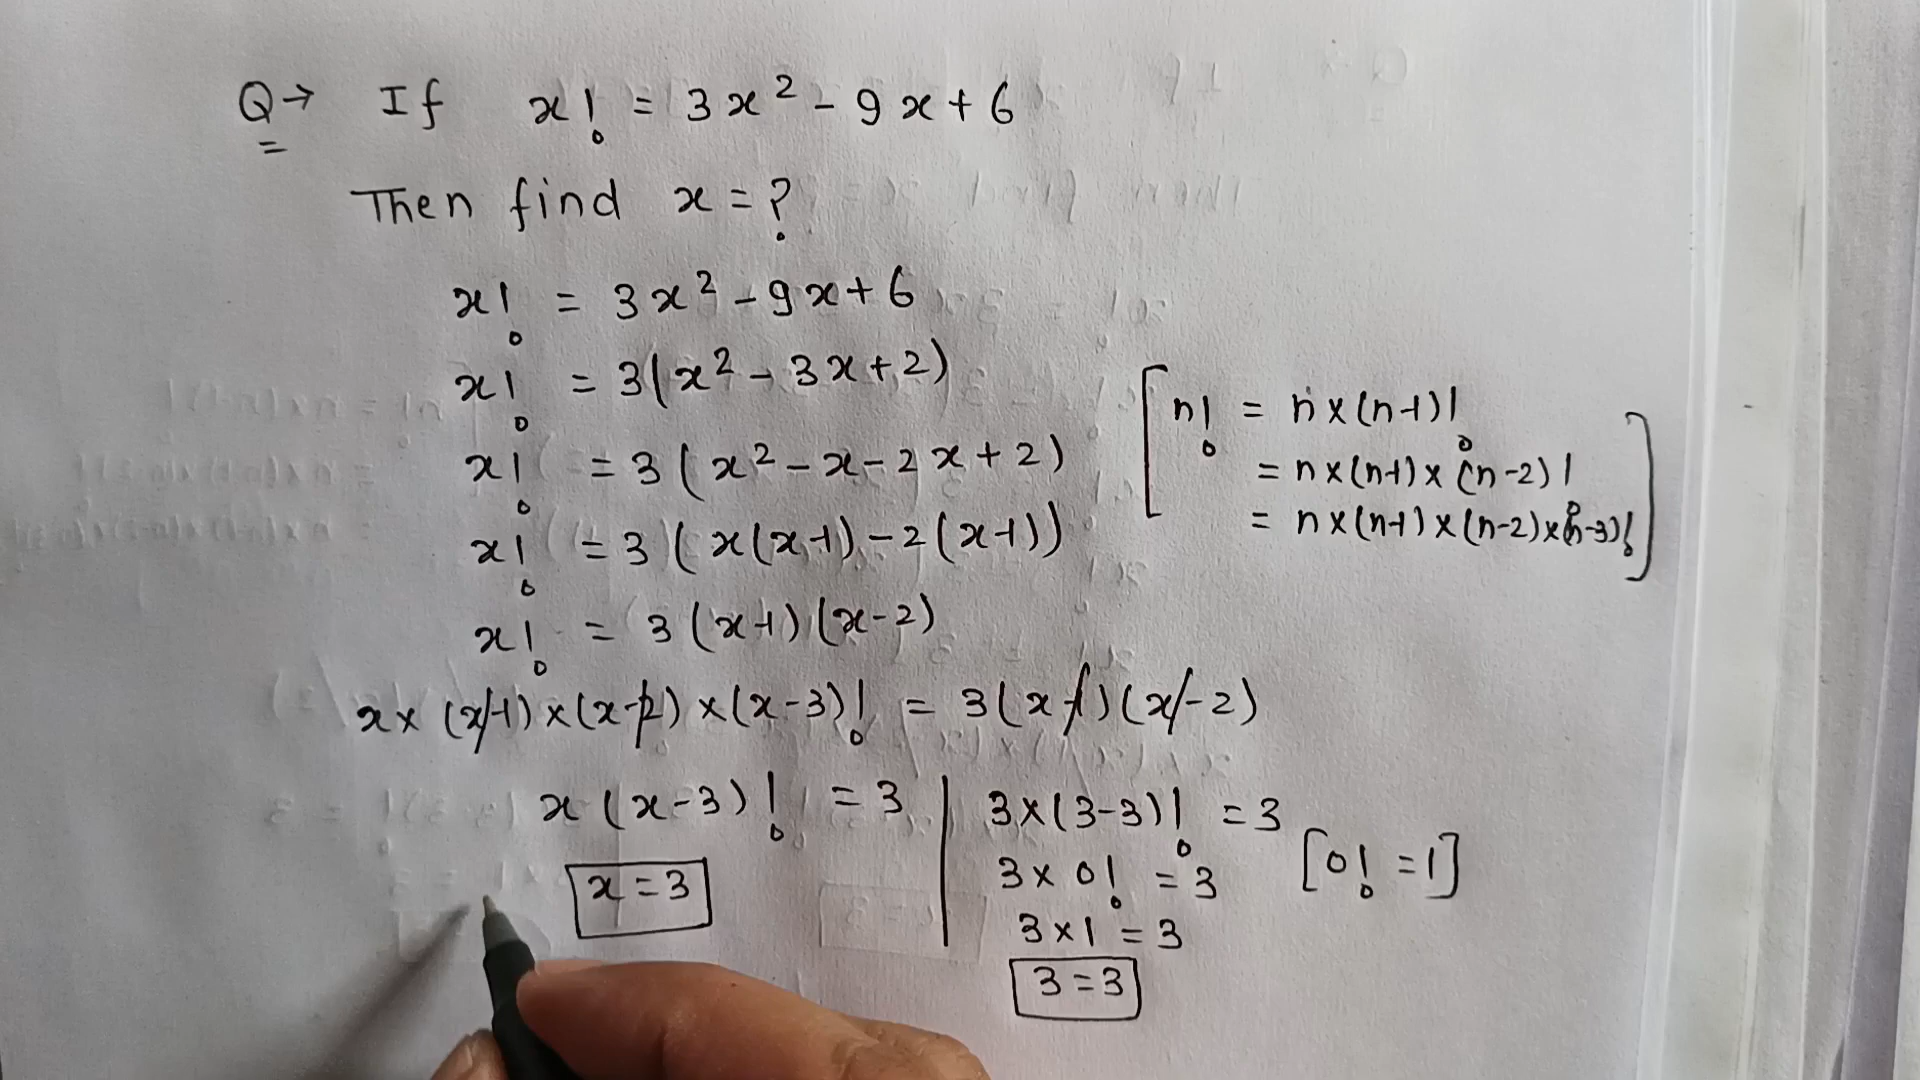 Q→ If x! = 3x² - 9x + 6
Then find x = ?
x! = 3x² - 9x + 6
x! = 3(x² - 3x + 2)
x! = 3(x² - x - 2x + 2)
x! = 3(x(x-1) - 2(x-1))
x! = 3(x-1)(x-2)
[n! = n×(n-1)!
= n×(n-1)×(n-2)!
= n×(n-1)×(n-2)×(n-3)!]
x×(x-1)×(x-2)×(x-3)! = 3(x-1)(x-2)
x(x-3)! = 3
x = 3
3×(3-3)! = 3
3×0! = 3 [0! = 1]
3×1 = 3
3 = 3